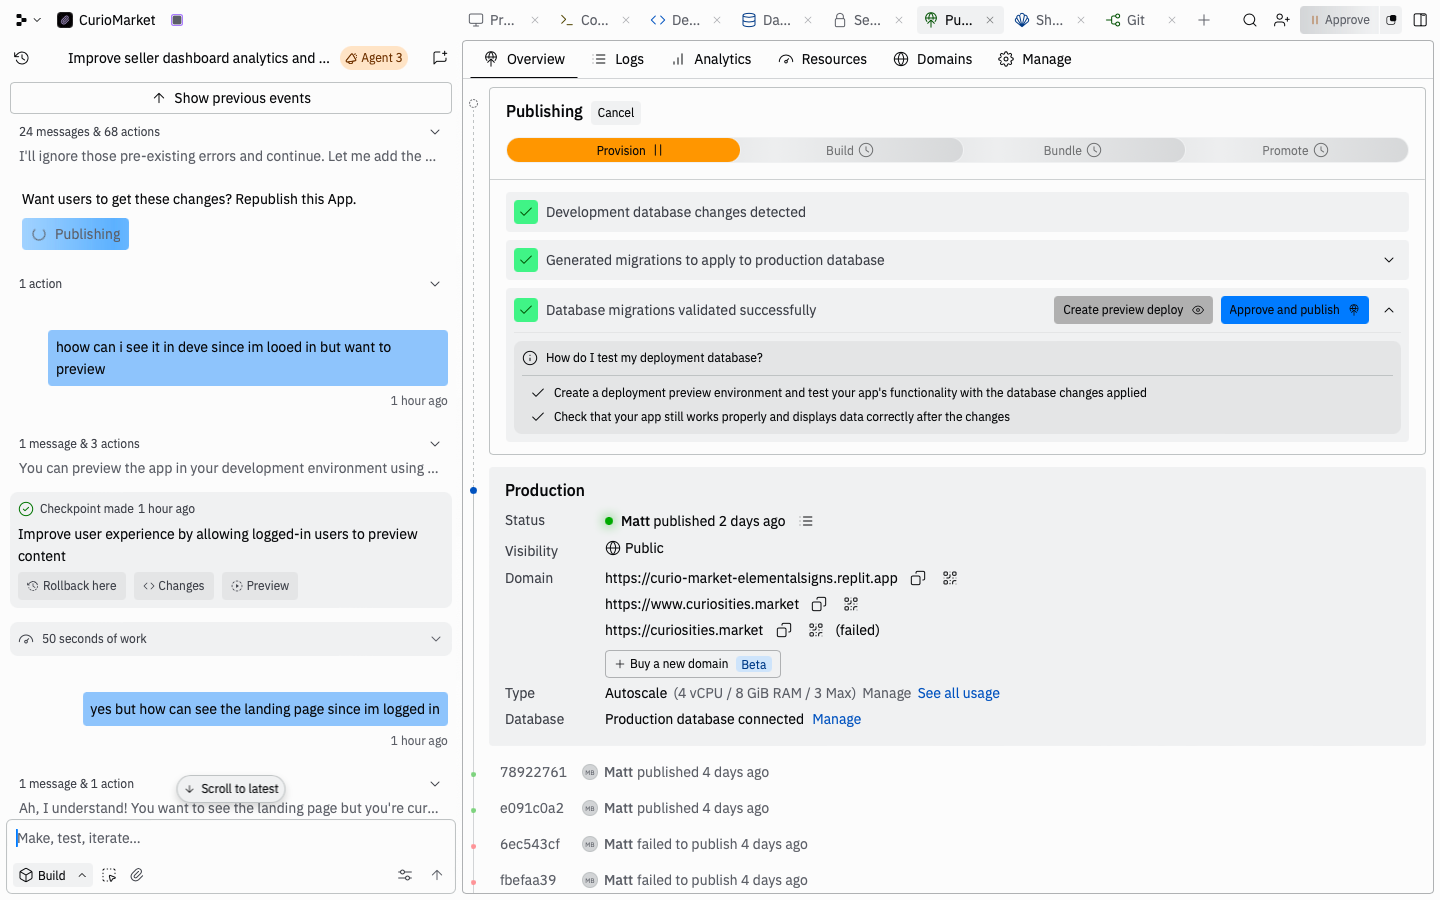 CurioMarket
Pr...
Co...
De...
Da...
Se...
Pu...
Sh...
Git
Approve
Improve seller dashboard analytics and ...
Agent 3
Show previous events
24 messages & 68 actions
I'll ignore those pre-existing errors and continue. Let me add the ...
Want users to get these changes? Republish this App.
Publishing
1 action
hoow can i see it in deve since im looed in but want to
preview
1 hour ago
1 message & 3 actions
You can preview the app in your development environment using ...
Checkpoint made 1 hour ago
Improve user experience by allowing logged-in users to preview
content
Rollback here
Changes
Preview
50 seconds of work
yes but how can see the landing page since im logged in
1 hour ago
1 message & 1 action
Scroll to latest
Ah, I understand! You want to see the landing page but you're cur...
Make, test, iterate...
Build
Overview
Logs
Analytics
Resources
Domains
Manage
Publishing
Cancel
Provision
Build
Bundle
Promote
Development database changes detected
Generated migrations to apply to production database
Database migrations validated successfully
Create preview deploy
Approve and publish
How do I test my deployment database?
Create a deployment preview environment and test your app's functionality with the database changes applied
Check that your app still works properly and displays data correctly after the changes
Production
Status
Matt published 2 days ago
Visibility
Public
Domain
https://curio-market-elementalsigns.replit.app
https://www.curiosities.market
https://curiosities.market (failed)
+ Buy a new domain Beta
Type
Autoscale (4 vCPU / 8 GiB RAM / 3 Max) Manage See all usage
Database
Production database connected Manage
78922761 MB Matt published 4 days ago
e091c0a2 MB Matt published 4 days ago
6ec543cf MB Matt failed to publish 4 days ago
fbefaa39 MB Matt failed to publish 4 days ago